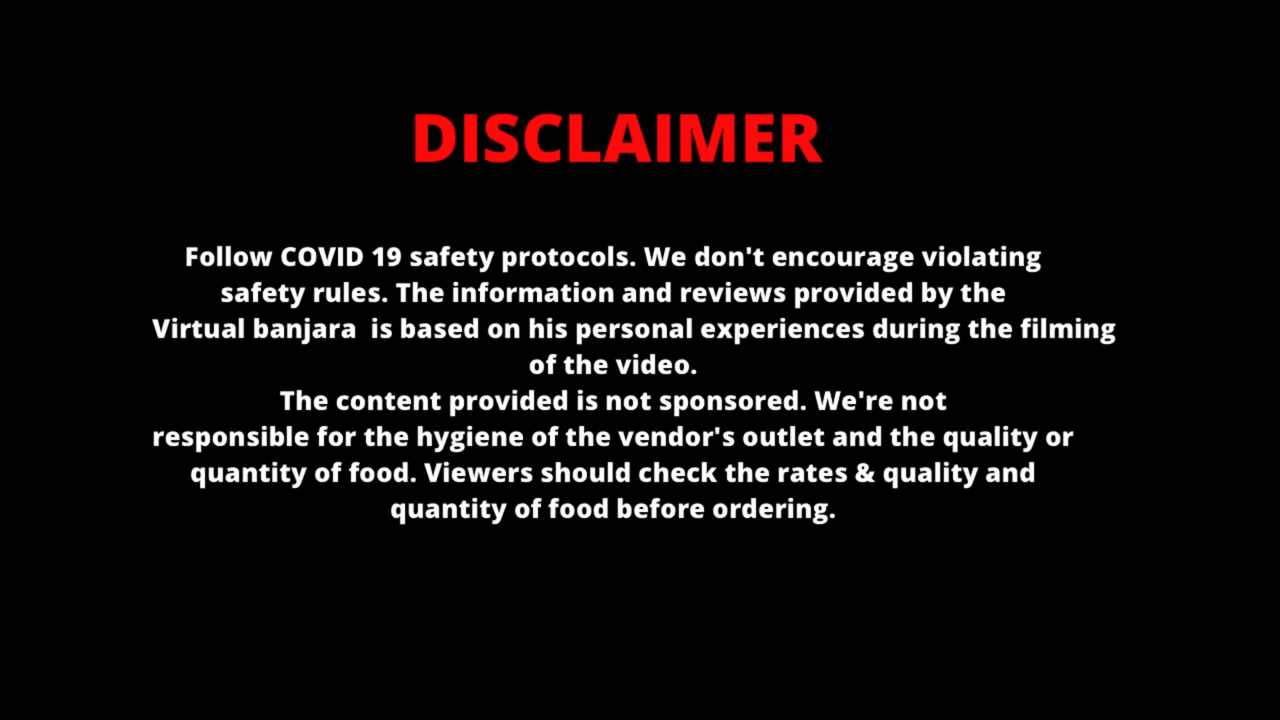 DISCLAIMER
Follow COVID 19 safety protocols. We don't encourage violating
safety rules. The information and reviews provided by the
Virtual banjara  is based on his personal experiences during the filming
of the video.
The content provided is not sponsored. We're not
responsible for the hygiene of the vendor's outlet and the quality or
quantity of food. Viewers should check the rates & quality and
quantity of food before ordering.